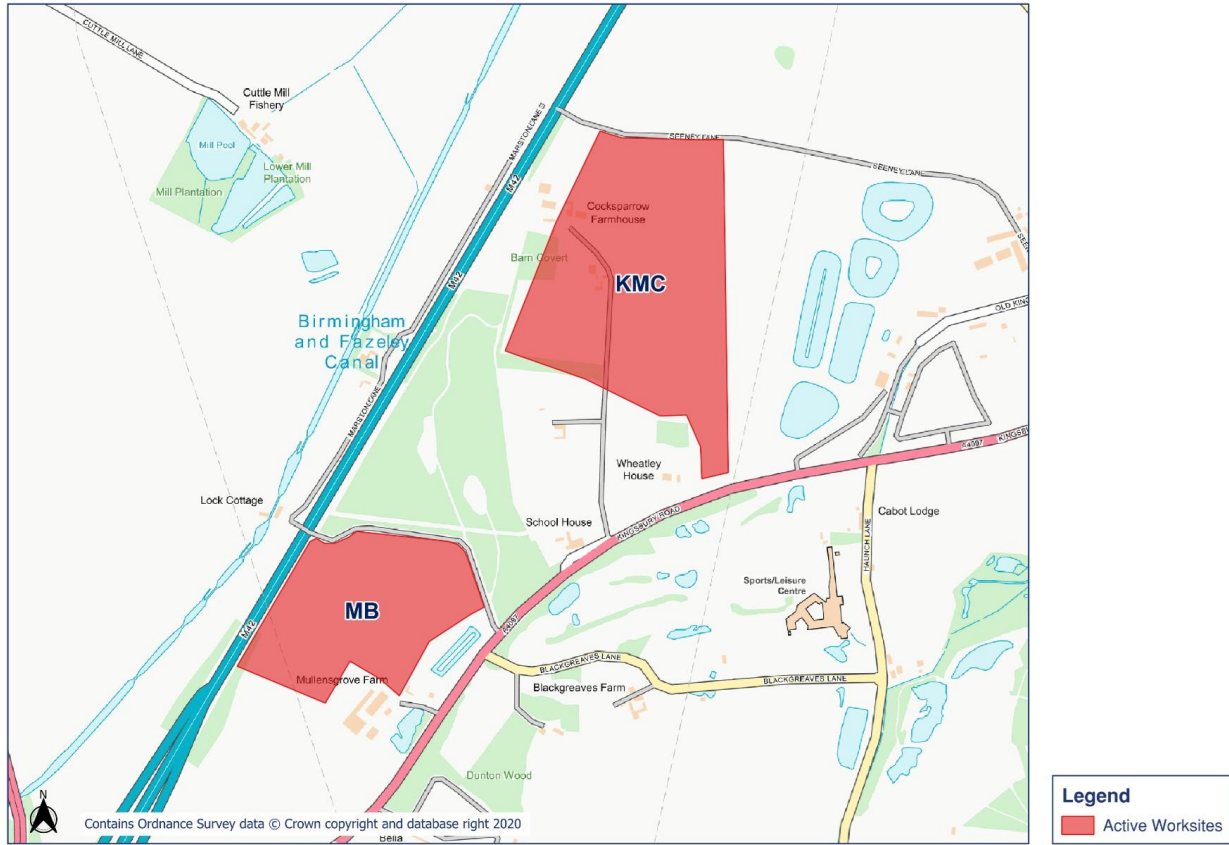 CUTTLE MILL LANE
Cuttle Mill
Fishery
Mill Pool
Lower Mill
Plantation
Mill Plantation
MARSTON LANE
M42
SEENEY LANE
SEENEY LANE
Cocksparrow
Farmhouse
Barn Covert
KMC
M42
Birmingham
and Fazeley
Canal
MARSTON LANE
OLD KING
A4097
KINGSBU
Wheatley
House
Lock Cottage
School House
KINGSBURY ROAD
Cabot Lodge
HAUNCH LANE
Sports/Leisure
Centre
MB
M42
A4097
BLACKGREAVES LANE
BLACKGREAVES LANE
Mullensgrove Farm
Blackgreaves Farm
Dunton Wood
N
Contains Ordnance Survey data © Crown copyright and database right 2020
Bella
Legend
Active Worksites